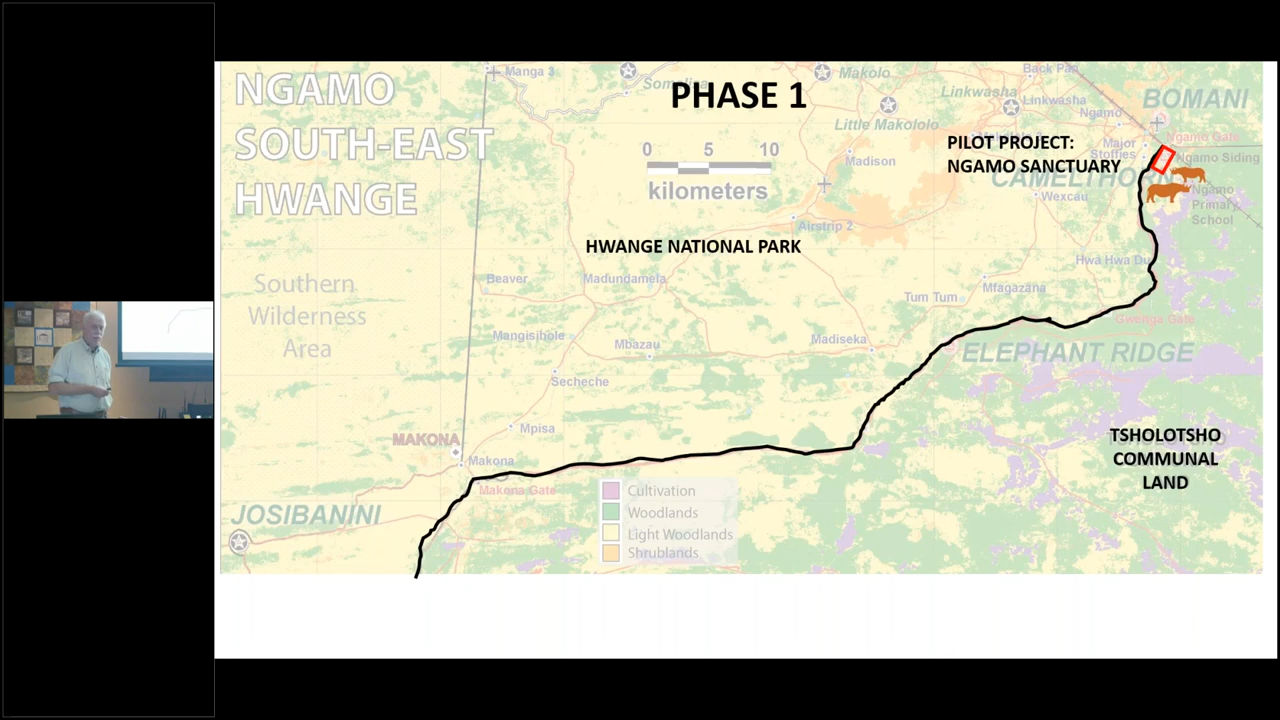 NGAMO
SOUTH-EAST
HWANGE
PHASE 1
Manga 3
Makolo
Back Pan
Linkwasha
Linkwasha
Little Makololo
Ngamo
BOMANI
0 5 10
kilometers
Madison
PILOT PROJECT:
NGAMO SANCTUARY
Major
Stoffies
Ngamo Gate
Ngamo Siding
CAMELTHORN
Ngamo
Primary
School
Wexcau
Airstrip 2
HWANGE NATIONAL PARK
Hwa Hwa Du
Southern
Wilderness
Area
Beaver
Madundamela
Mfagazana
Tum Tum
Gwenga Gate
Mangisihole
Mbazau
Madiseka
ELEPHANT RIDGE
Secheche
Mpisa
MAKONA
Makona
Makona Gate
TSHOLOTSHO
COMMUNAL
LAND
JOSIBANINI
Cultivation
Woodlands
Light Woodlands
Shrublands